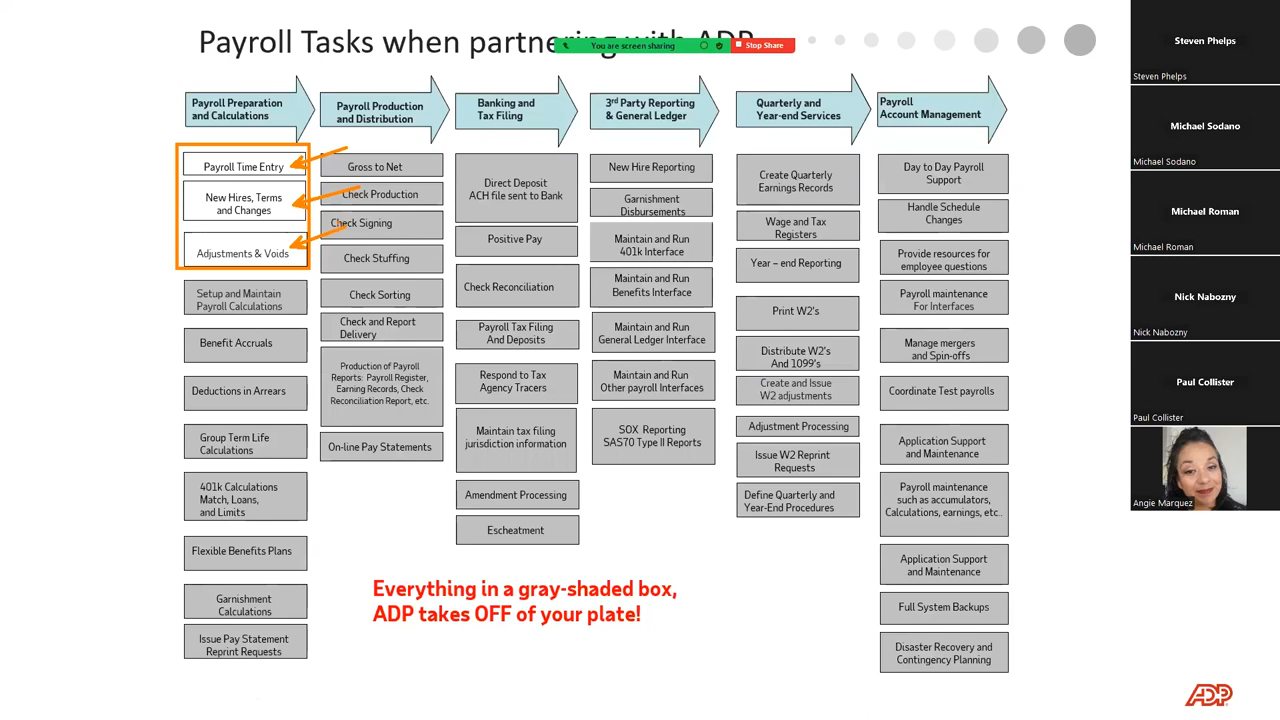 Payroll Tasks when partnering with ADP
You are screen sharing
Stop Share
Payroll Preparation
and Calculations
Payroll Time Entry
New Hires, Terms
and Changes
Adjustments & Voids
Setup and Maintain
Payroll Calculations
Benefit Accruals
Deductions in Arrears
Group Term Life
Calculations
401k Calculations
Match, Loans,
and Limits
Flexible Benefits Plans
Garnishment
Calculations
Issue Pay Statement
Reprint Requests
Payroll Production
and Distribution
Gross to Net
Check Production
Check Signing
Check Stuffing
Check Sorting
Check and Report
Delivery
Production of Payroll
Reports: Payroll Register,
Earning Records, Check
Reconciliation Report, etc.
On-line Pay Statements
Banking and
Tax Filing
Direct Deposit
ACH file sent to Bank
Positive Pay
Check Reconciliation
Payroll Tax Filing
And Deposits
Respond to Tax
Agency Tracers
Maintain tax filing
jurisdiction information
Amendment Processing
Escheatment
3rd Party Reporting
& General Ledger
New Hire Reporting
Garnishment
Disbursements
Maintain and Run
401k Interface
Maintain and Run
Benefits Interface
Maintain and Run
General Ledger Interface
Maintain and Run
Other payroll Interfaces
SOX Reporting
SAS70 Type II Reports
Quarterly and
Year-end Services
Create Quarterly
Earnings Records
Wage and Tax
Registers
Year – end Reporting
Print W2's
Distribute W2's
And 1099's
Create and Issue
W2 adjustments
Adjustment Processing
Issue W2 Reprint
Requests
Define Quarterly and
Year-End Procedures
Payroll
Account Management
Day to Day Payroll
Support
Handle Schedule
Changes
Provide resources for
employee questions
Payroll maintenance
For Interfaces
Manage mergers
and Spin-offs
Coordinate Test payrolls
Application Support
and Maintenance
Payroll maintenance
such as accumulators,
Calculations, earnings, etc..
Application Support
and Maintenance
Full System Backups
Disaster Recovery and
Contingency Planning
Everything in a gray-shaded box,
ADP takes OFF of your plate!
ADP
Steven Phelps
Steven Phelps
Michael Sodano
Michael Sodano
Michael Roman
Michael Roman
Nick Nabozny
Nick Nabozny
Paul Collister
Paul Collister
Angie Marquez